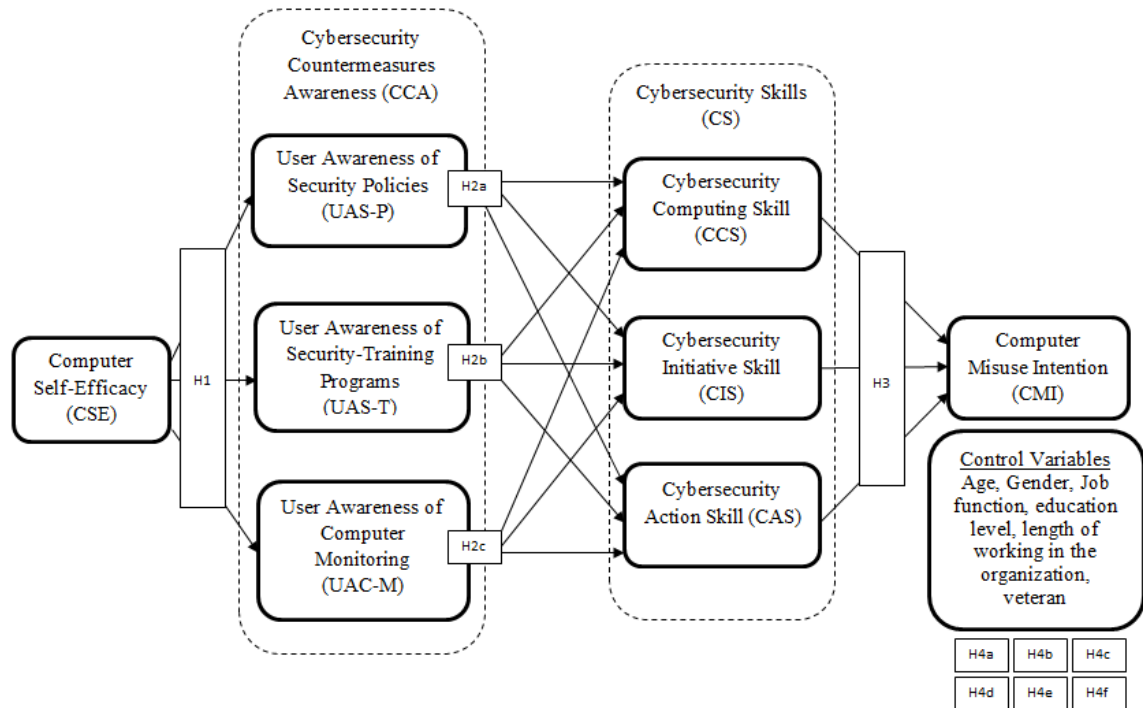 Cybersecurity
Countermeasures
Awareness (CCA)
User Awareness of
Security Policies
(UAS-P)
H2a
User Awareness of
Security-Training
Programs
(UAS-T)
H2b
User Awareness of
Computer
Monitoring
(UAC-M)
H2c
Computer
Self-Efficacy
(CSE)
H1
Cybersecurity Skills
(CS)
Cybersecurity
Computing Skill
(CCS)
Cybersecurity
Initiative Skill
(CIS)
Cybersecurity
Action Skill (CAS)
H3
Computer
Misuse Intention
(CMI)
Control Variables
Age, Gender, Job
function, education
level, length of
working in the
organization,
veteran
H4a H4b H4c
H4d H4e H4f